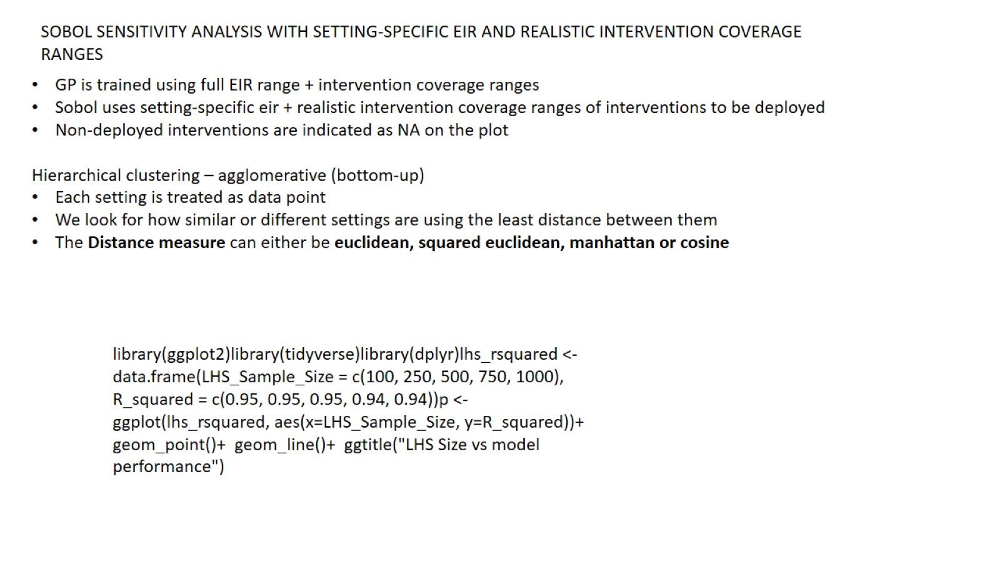 SOBOL SENSITIVITY ANALYSIS WITH SETTING-SPECIFIC EIR AND REALISTIC INTERVENTION COVERAGE
RANGES
• GP is trained using full EIR range + intervention coverage ranges
• Sobol uses setting-specific eir + realistic intervention coverage ranges of interventions to be deployed
• Non-deployed interventions are indicated as NA on the plot
Hierarchical clustering – agglomerative (bottom-up)
• Each setting is treated as data point
• We look for how similar or different settings are using the least distance between them
• The Distance measure can either be euclidean, squared euclidean, manhattan or cosine
library(ggplot2)library(tidyverse)library(dplyr)lhs_rsquared <-
data.frame(LHS_Sample_Size = c(100, 250, 500, 750, 1000),
R_squared = c(0.95, 0.95, 0.95, 0.94, 0.94))p <-
ggplot(lhs_rsquared, aes(x=LHS_Sample_Size, y=R_squared))+
geom_point()+  geom_line()+  ggtitle("LHS Size vs model
performance")